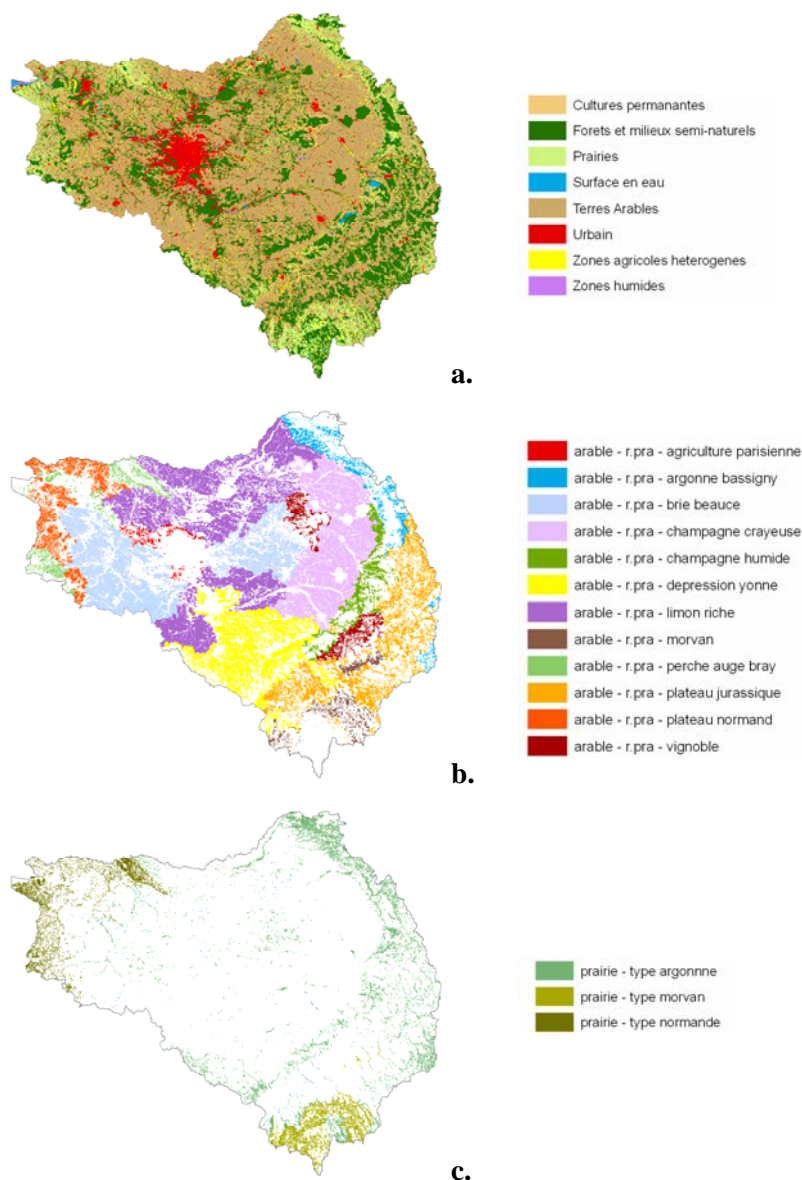 Cultures permanantes
Forets et milieux semi-naturels
Prairies
Surface en eau
Terres Arables
Urbain
Zones agricoles heterogenes
Zones humides
a.
arable - r.pra - agriculture parisienne
arable - r.pra - argonne bassigny
arable - r.pra - brie beauce
arable - r.pra - champagne crayeuse
arable - r.pra - champagne humide
arable - r.pra - depression yonne
arable - r.pra - limon riche
arable - r.pra - morvan
arable - r.pra - perche auge bray
arable - r.pra - plateau jurassique
arable - r.pra - plateau normand
arable - r.pra - vignoble
b.
prairie - type argonnne
prairie - type morvan
prairie - type normande
c.